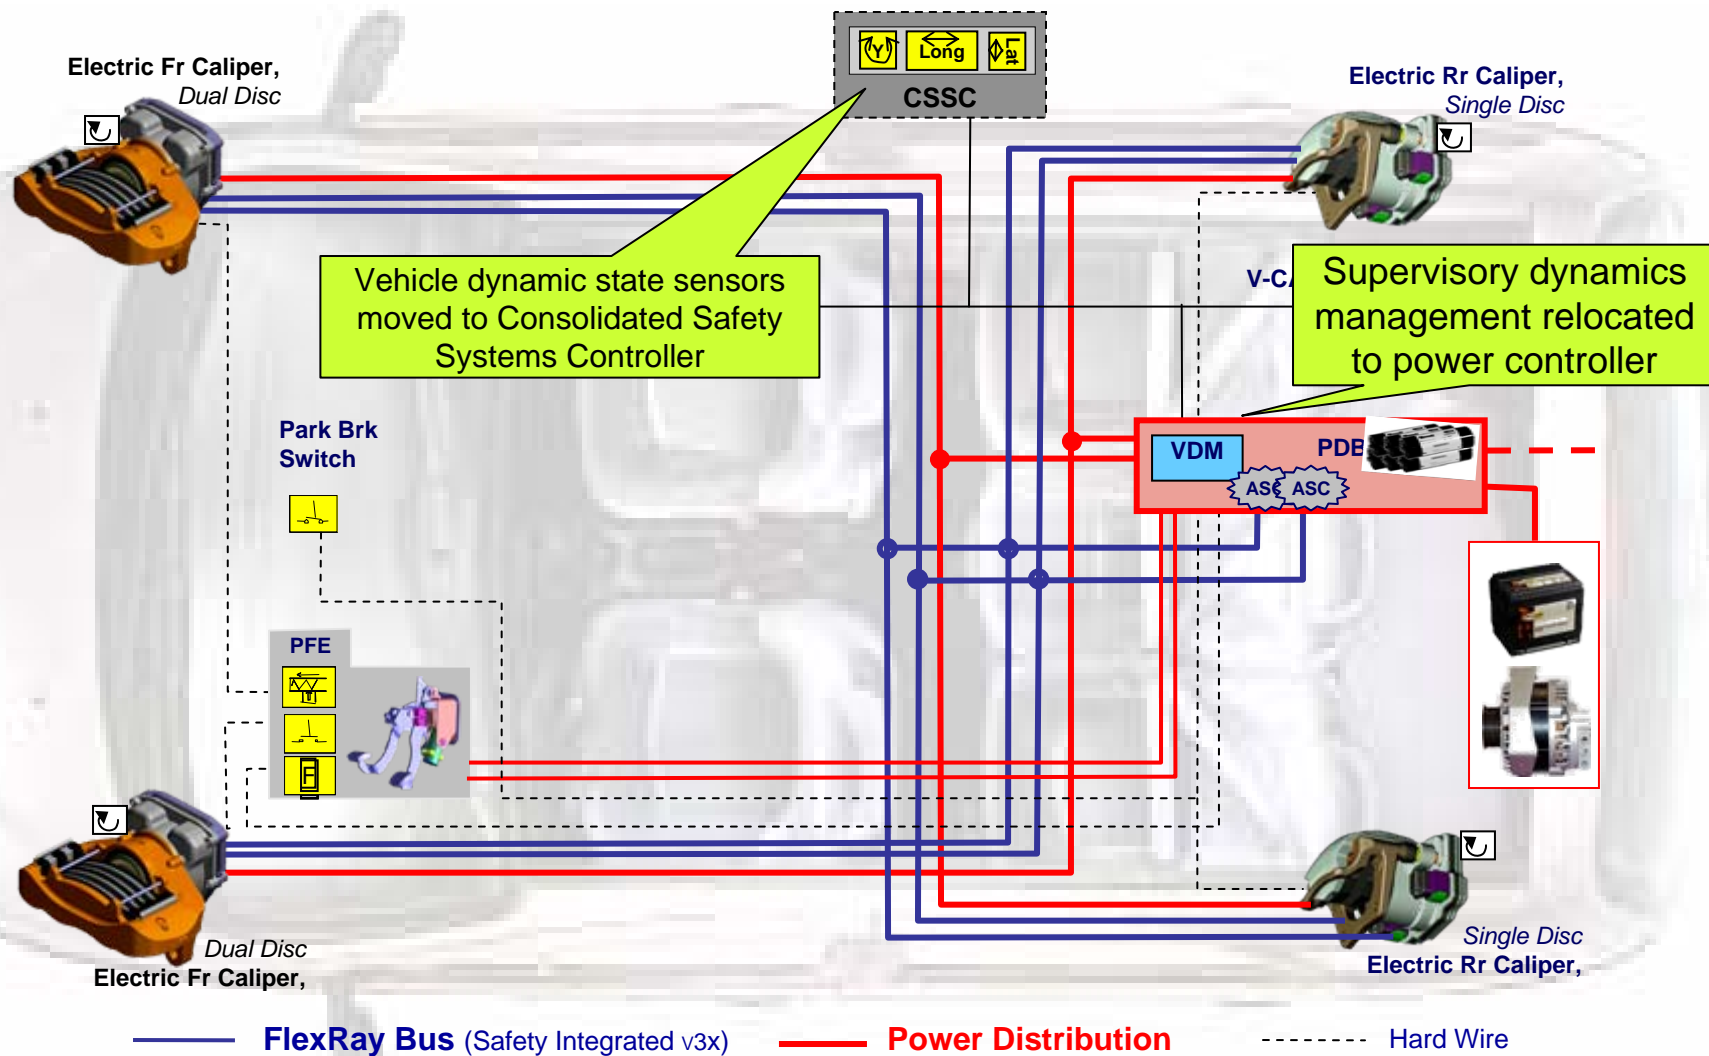 Electric Fr Caliper,
Dual Disc
Y
Long
Lat
CSSC
Electric Rr Caliper,
Single Disc
Vehicle dynamic state sensors
moved to Consolidated Safety
Systems Controller
Supervisory dynamics
management relocated
to power controller
Park Brk
Switch
VDM
ASC
PFE
F
Dual Disc
Electric Fr Caliper,
Single Disc
Electric Rr Caliper,
FlexRay Bus (Safety Integrated v3x)
Power Distribution
Hard Wire